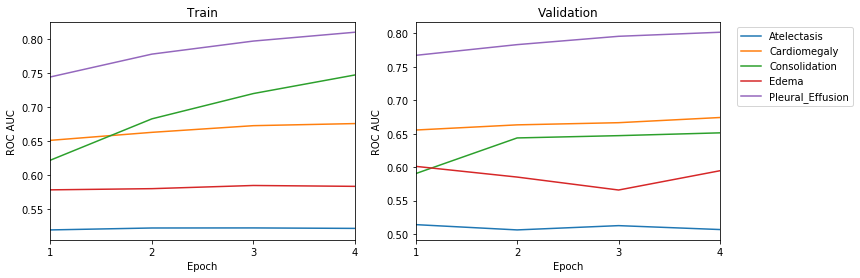 Train
ROC AUC
0.80
0.75
0.70
0.65
0.60
0.55
1
2
3
4
Epoch
Validation
ROC AUC
0.80
0.75
0.70
0.65
0.60
0.55
0.50
1
2
3
4
Epoch
Atelectasis
Cardiomegaly
Consolidation
Edema
Pleural_Effusion